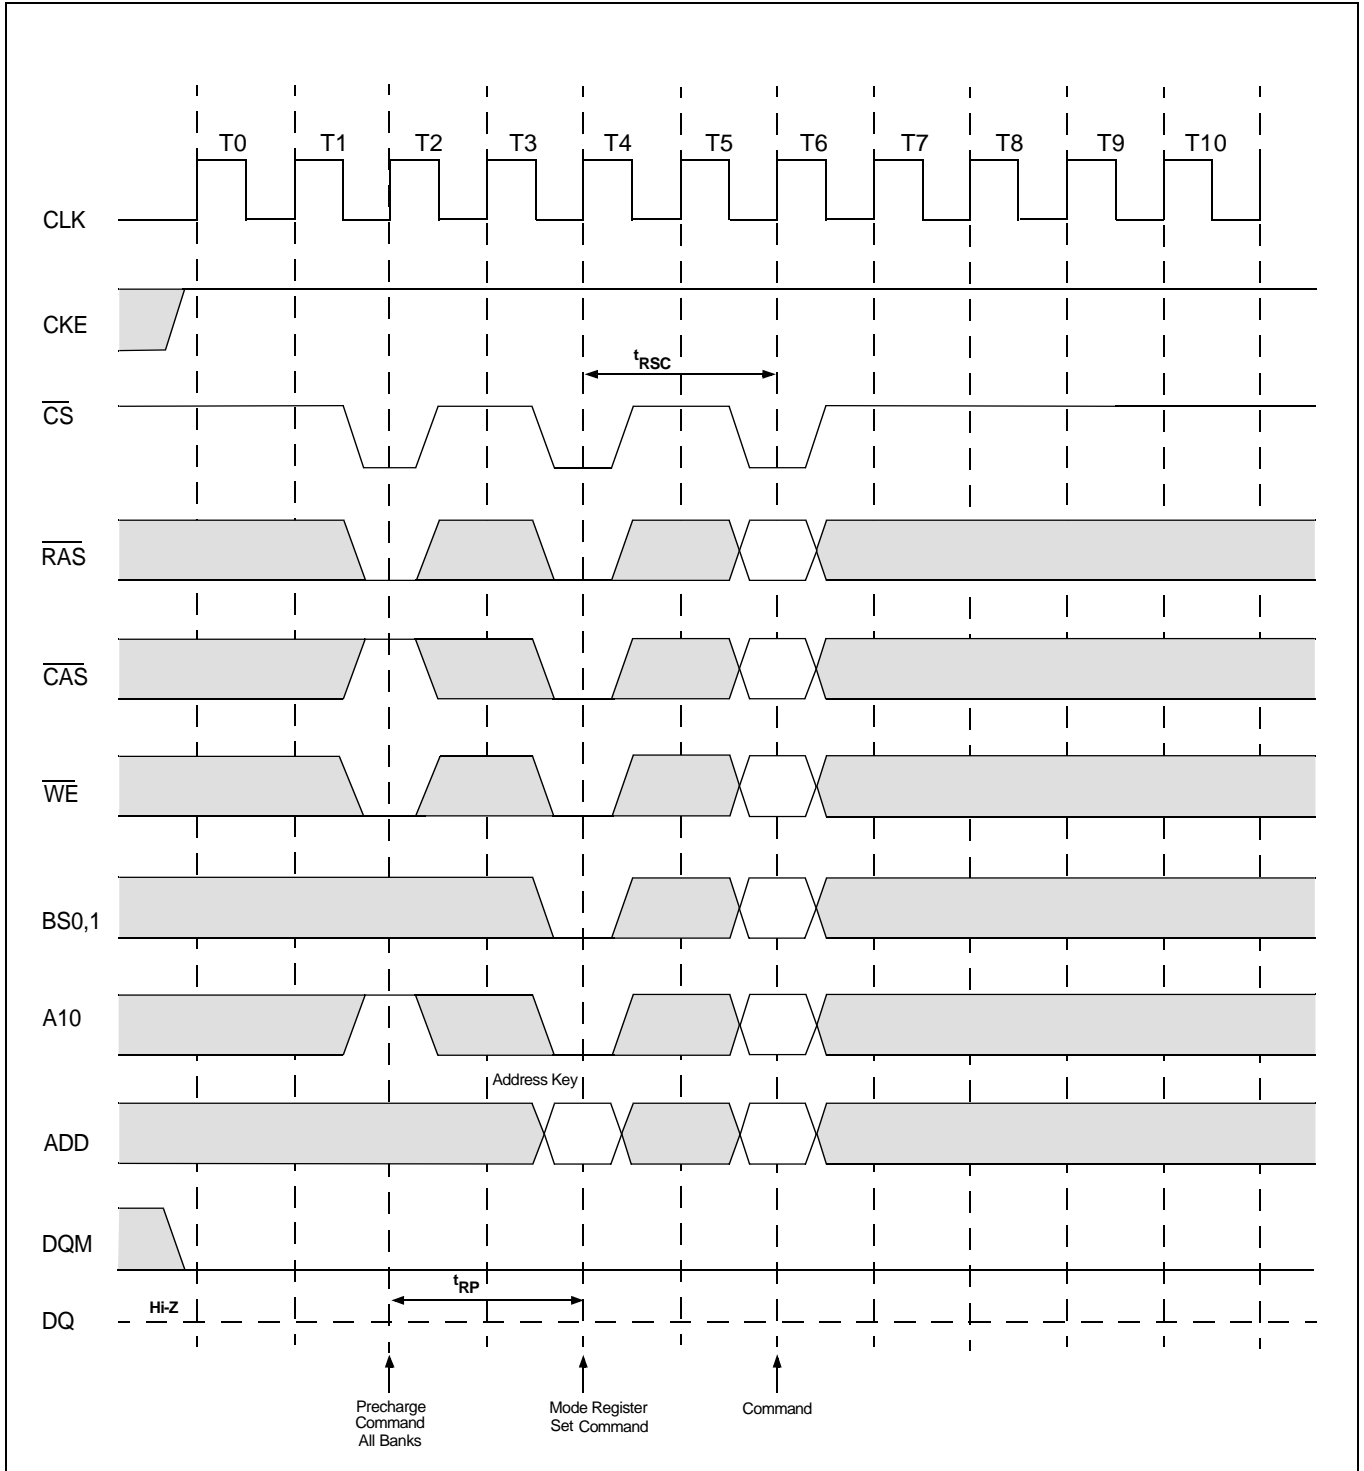 T0 T1 T2 T3 T4 T5 T6 T7 T8 T9 T10
CLK
CKE
tRSC
CS
RAS
CAS
WE
BS0,1
A10
Address Key
ADD
DQM
tRP
Hi-Z
DQ
Precharge
Command
All Banks
Mode Register
Set Command
Command